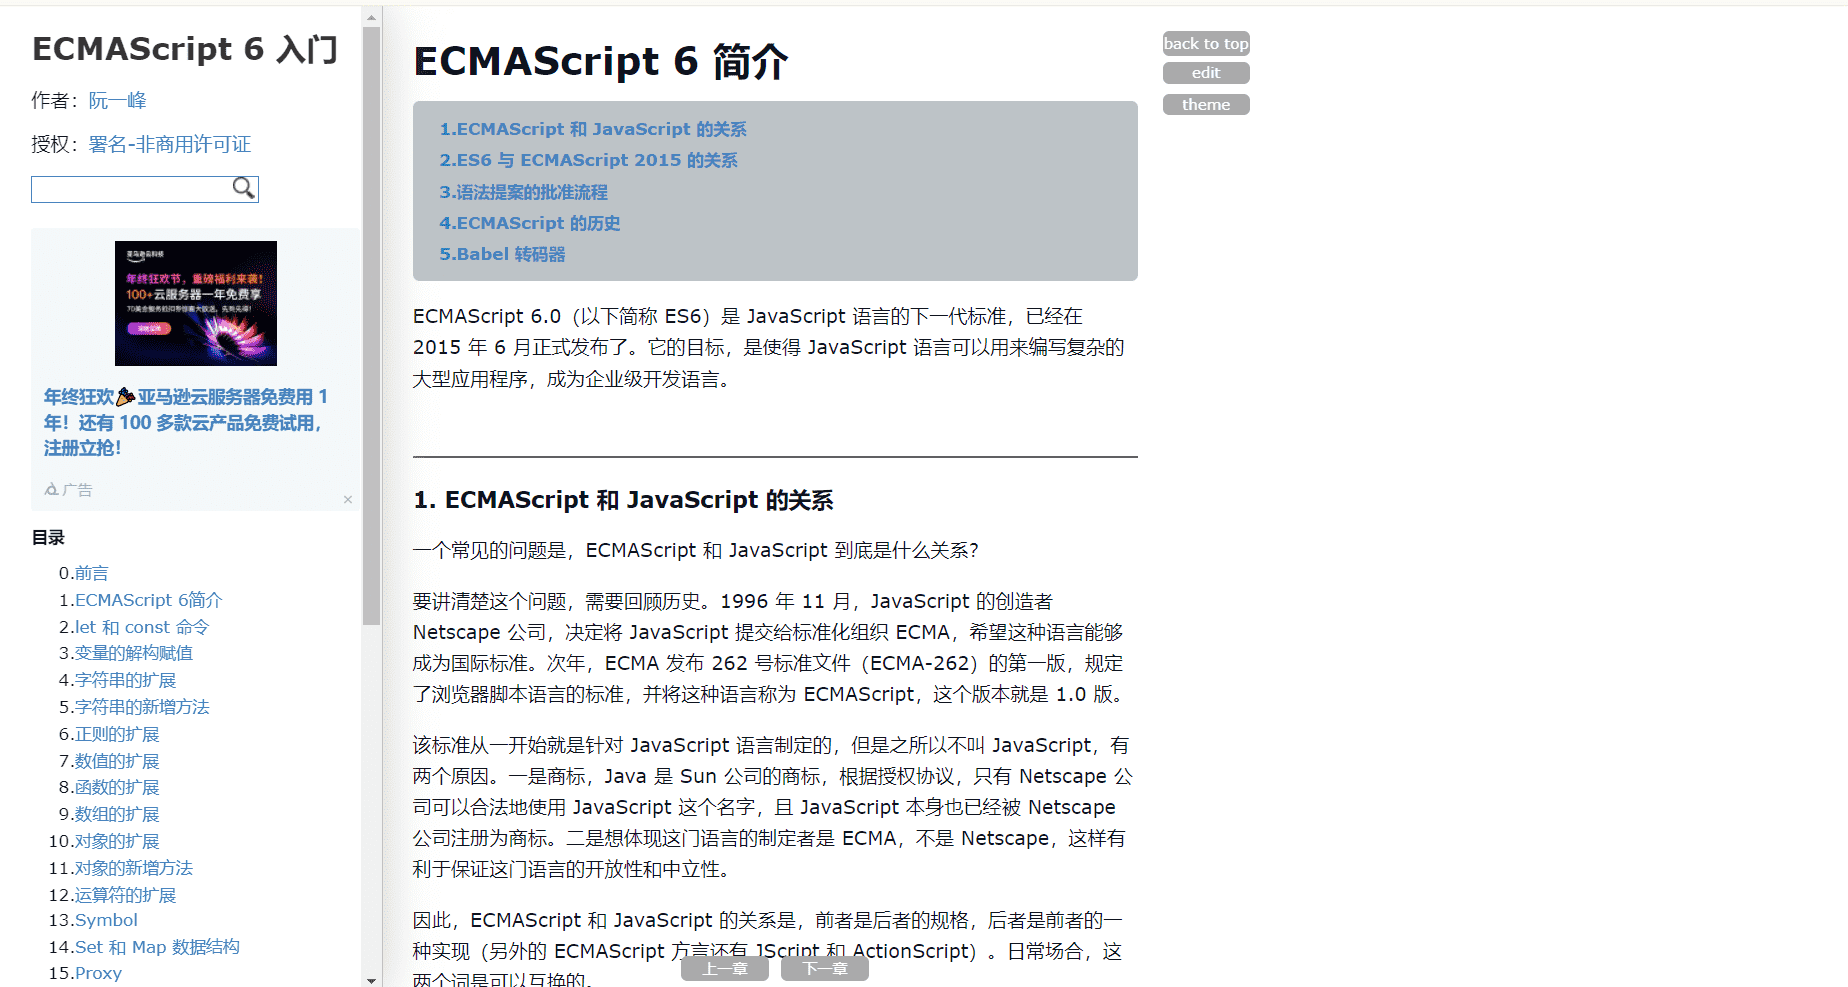 ECMAScript 6 入门
作者：阮一峰
授权：署名-非商用许可证
亚马逊云科技
年终狂欢节，重磅福利来袭！
100+云服务器一年免费享
年终狂欢🎉亚马逊云服务器免费用 1
年！还有 100 多款云产品免费试用，
注册立抢！
广告
×
目录
0.前言
1.ECMAScript 6简介
2.let 和 const 命令
3.变量的解构赋值
4.字符串的扩展
5.字符串的新增方法
6.正则的扩展
7.数值的扩展
8.函数的扩展
9.数组的扩展
10.对象的扩展
11.对象的新增方法
12.运算符的扩展
13.Symbol
14.Set 和 Map 数据结构
15.Proxy
ECMAScript 6 简介
1.ECMAScript 和 JavaScript 的关系
2.ES6 与 ECMAScript 2015 的关系
3.语法提案的批准流程
4.ECMAScript 的历史
5.Babel 转码器
ECMAScript 6.0（以下简称 ES6）是 JavaScript 语言的下一代标准，已经在
2015 年 6 月正式发布了。它的目标，是使得 JavaScript 语言可以用来编写复杂的
大型应用程序，成为企业级开发语言。
1. ECMAScript 和 JavaScript 的关系
一个常见的问题是，ECMAScript 和 JavaScript 到底是什么关系？
要讲清楚这个问题，需要回顾历史。1996 年 11 月，JavaScript 的创造者
Netscape 公司，决定将 JavaScript 提交给标准化组织 ECMA，希望这种语言能够
成为国际标准。次年，ECMA 发布 262 号标准文件（ECMA-262）的第一版，规定
了浏览器脚本语言的标准，并将这种语言称为 ECMAScript，这个版本就是 1.0 版。
该标准从一开始就是针对 JavaScript 语言制定的，但是之所以不叫 JavaScript，有
两个原因。一是商标，Java 是 Sun 公司的商标，根据授权协议，只有 Netscape 公
司可以合法地使用 JavaScript 这个名字，且 JavaScript 本身也已经被 Netscape
公司注册为商标。二是想体现这门语言的制定者是 ECMA，不是 Netscape，这样有
利于保证这门语言的开放性和中立性。
因此，ECMAScript 和 JavaScript 的关系是，前者是后者的规格，后者是前者的一
种实现（另外的 ECMAScript 方言还有 JScript 和 ActionScript）。日常场合，这
两个词是可以互换的。
上一章
下一章
back to top
edit
theme